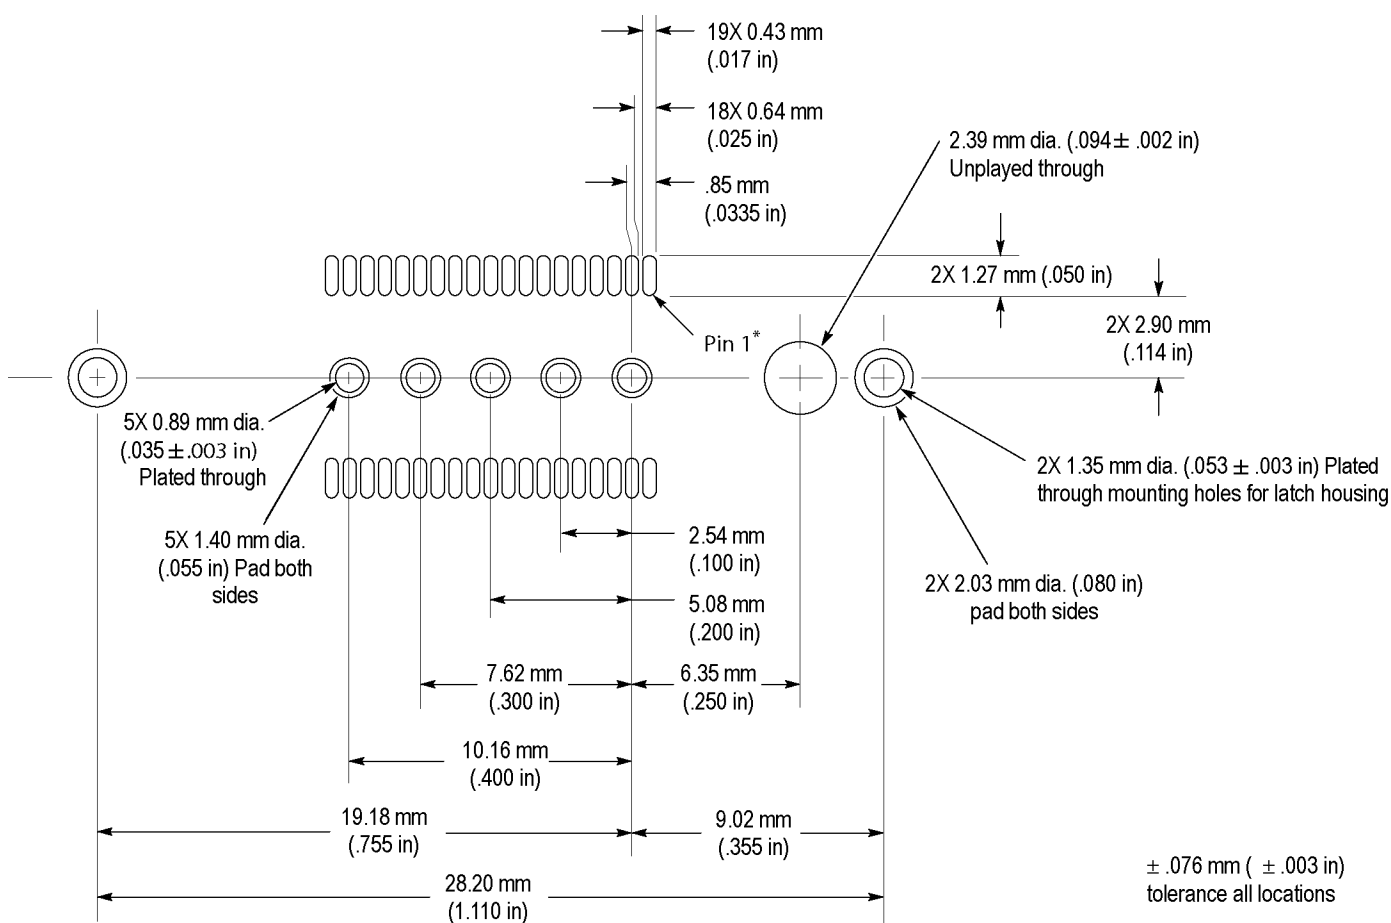 19X 0.43 mm
(.017 in)
18X 0.64 mm
(.025 in)
.85 mm
(.0335 in)
2.39 mm dia. (.094± .002 in)
Unplayed through
2X 1.27 mm (.050 in)
2X 2.90 mm
(.114 in)
Pin 1*
5X 0.89 mm dia.
(.035 ±.003 in)
Plated through
5X 1.40 mm dia.
(.055 in) Pad both
sides
2X 1.35 mm dia. (.053 ± .003 in) Plated
through mounting holes for latch housing
2X 2.03 mm dia. (.080 in)
pad both sides
2.54 mm
(.100 in)
5.08 mm
(.200 in)
7.62 mm
(.300 in)
6.35 mm
(.250 in)
10.16 mm
(.400 in)
19.18 mm
(.755 in)
9.02 mm
(.355 in)
28.20 mm
(1.110 in)
± .076 mm ( ± .003 in)
tolerance all locations